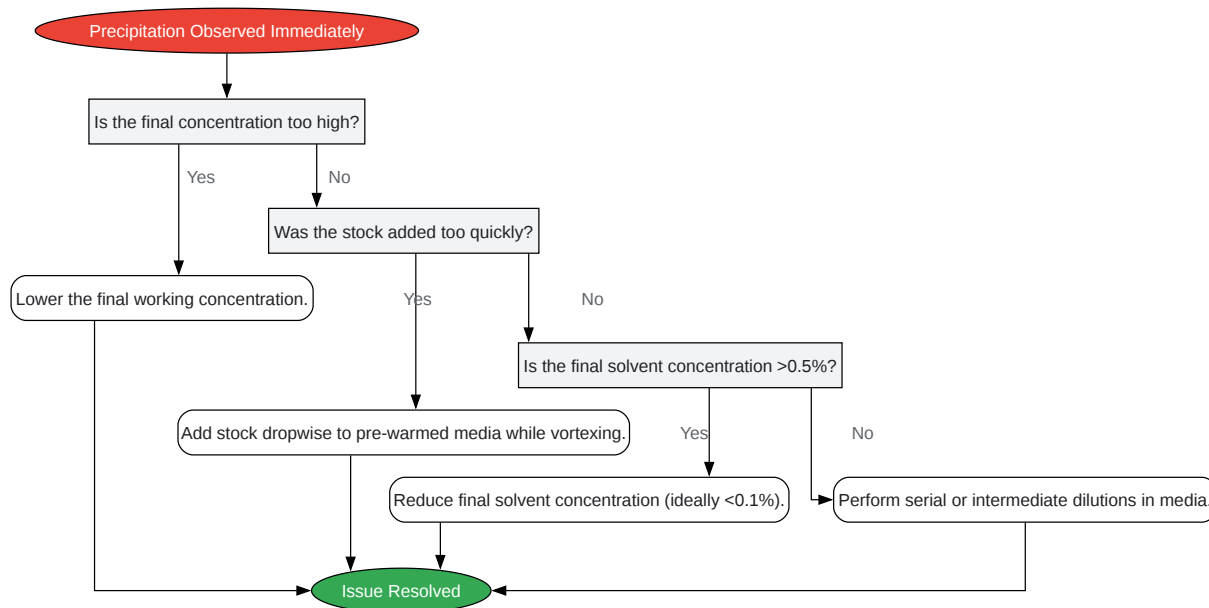 Precipitation Observed Immediately
Is the final concentration too high?
Yes
No
Was the stock added too quickly?
Lower the final working concentration.
Yes
No
Is the final solvent concentration >0.5%?
Add stock dropwise to pre-warmed media while vortexing.
Yes
No
Reduce final solvent concentration (ideally <0.1%).
Perform serial or intermediate dilutions in media.
Issue Resolved